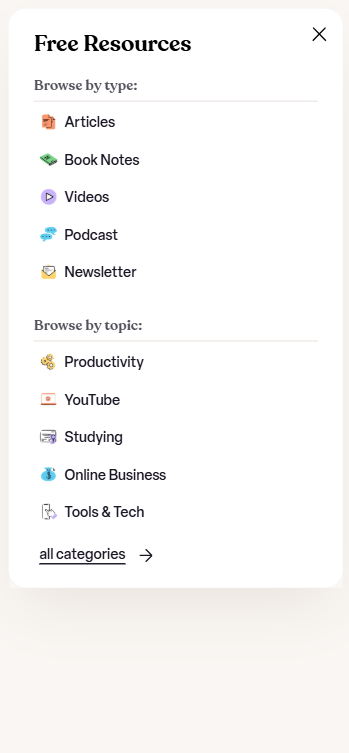 Free Resources
Browse by type:
Articles
Book Notes
Videos
Podcast
Newsletter
Browse by topic:
Productivity
YouTube
Studying
Online Business
Tools & Tech
all categories